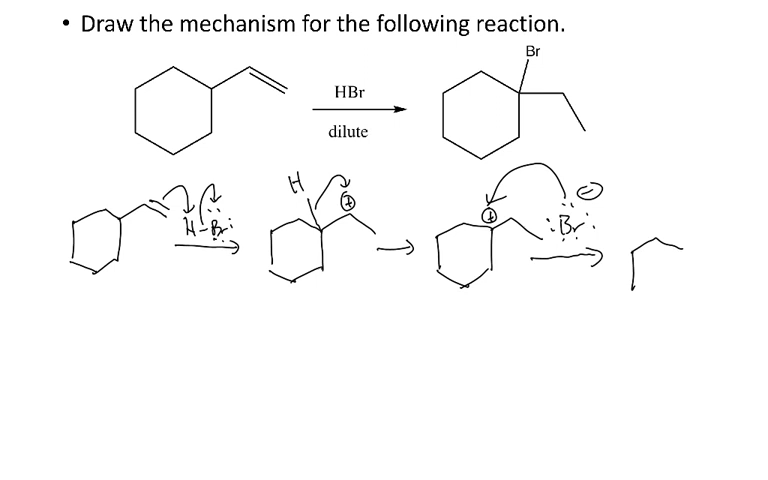 • Draw the mechanism for the following reaction.
Br
HBr
dilute
H
H-Br
Br